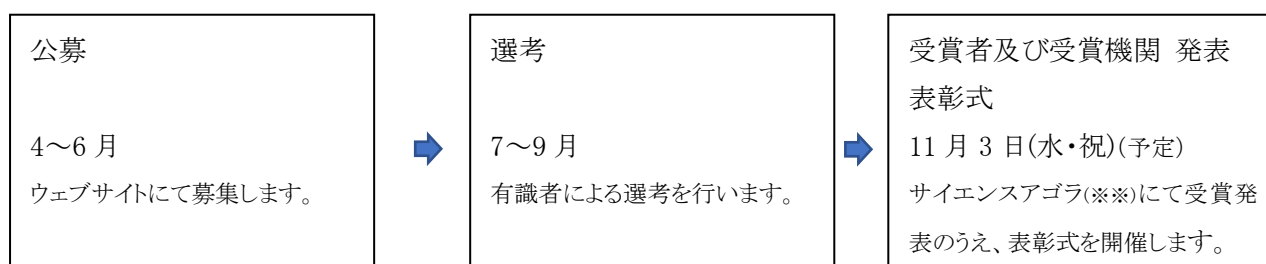 公募
4～6 月
ウェブサイトにて募集します。
選考
7～9 月
有識者による選考を行います。
受賞者及び受賞機関 発表
表彰式
11 月 3 日(水・祝)(予定)
サイエンスアゴラ(※※)にて受賞発
表のうえ、表彰式を開催します。